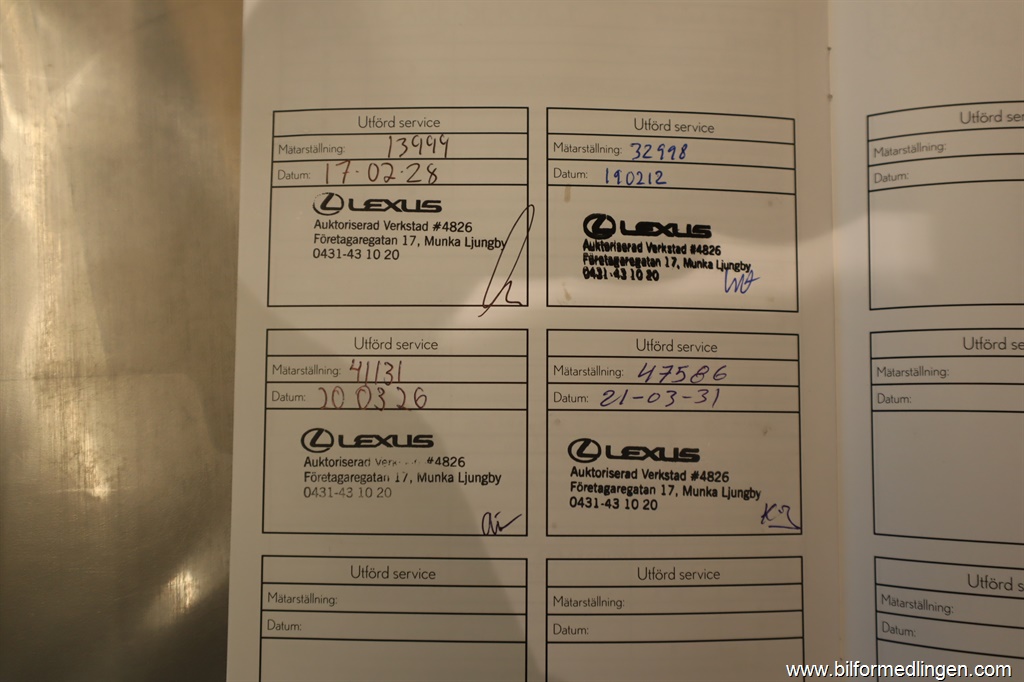 Utförd service
Mätarställning: 13999
Datum: 17.02.28
LEXUS
Auktoriserad Verkstad #4826
Företagaregatan 17, Munka Ljungby
0431-43 10 20
Utförd service
Mätarställning: 32998
Datum: 190212
LEXUS
Auktoriserad Verkstad #4826
Företagaregatan 17, Munka Ljungby
0431-43 10 20
Utförd se
Mätarställning:
Datum:
Utförd service
Mätarställning: 41131
Datum: 20 03 26
LEXUS
Auktoriserad #4826
Företagaregatan 17, Munka Ljungby
0431-43 10 20
Utförd service
Mätarställning: 47586
Datum: 21-03-31
LEXUS
Auktoriserad Verkstad #4826
Företagaregatan 17, Munka Ljungby
0431-43 10 20
Utförd se
Mätarställning:
Datum:
Utförd service
Mätarställning:
Datum:
Utförd service
Mätarställning:
Datum:
Utförd s
Mätarställning:
Datum:
www.bilformedlingen.com